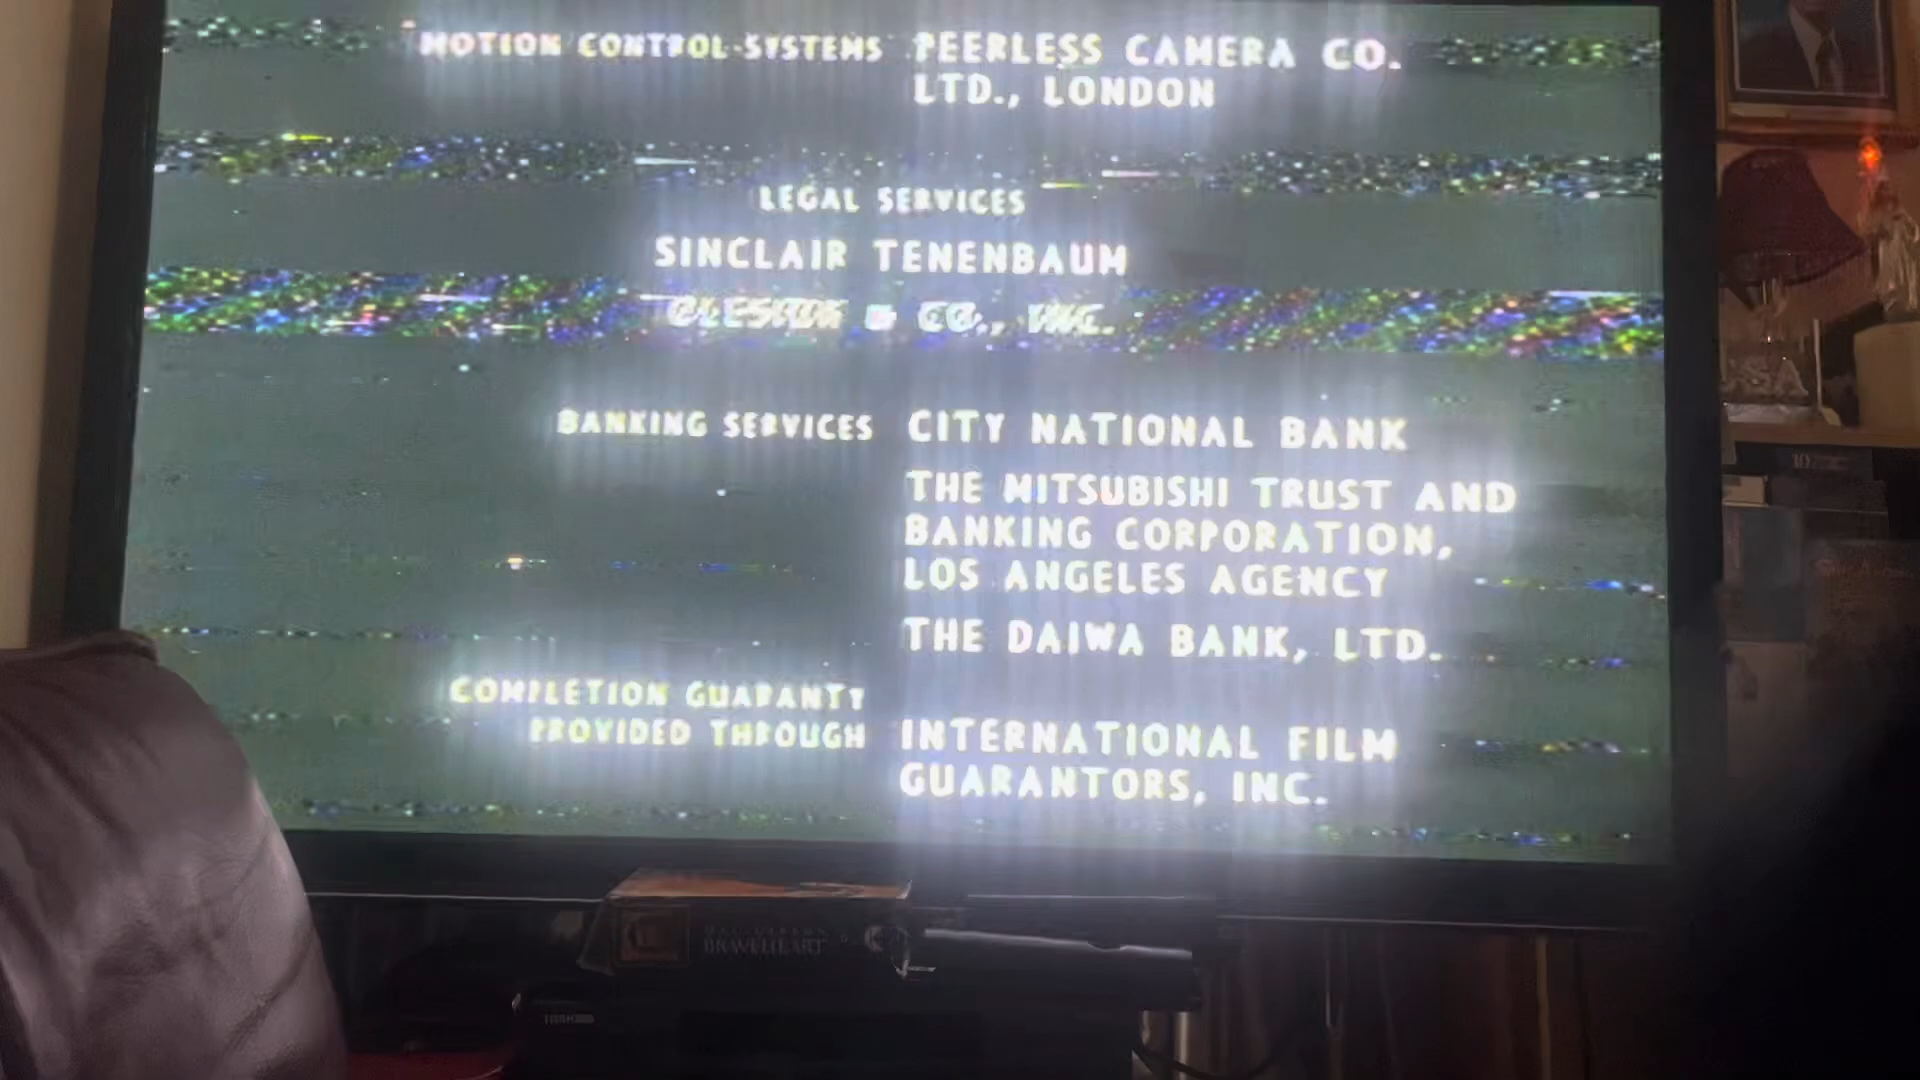 MOTION CONTROL SYSTEMS PEERLESS CAMERA CO.
LTD., LONDON
LEGAL SERVICES
SINCLAIR TENENBAUM
& CO., INC.
BANKING SERVICES CITY NATIONAL BANK
THE MITSUBISHI TRUST AND
BANKING CORPORATION,
LOS ANGELES AGENCY
THE DAIWA BANK, LTD.
COMPLETION GUARANTY
PROVIDED THROUGH INTERNATIONAL FILM
GUARANTORS, INC.
BRAVEHEART